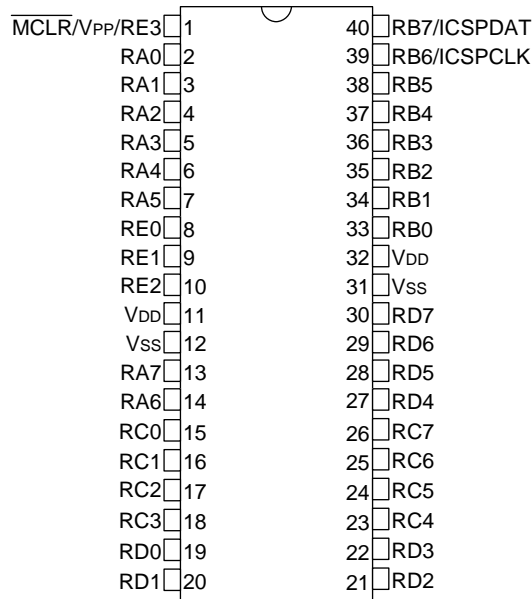 MCLR/VPP/RE3 1 40 RB7/ICSPDAT
RA0 2 39 RB6/ICSPCLK
RA1 3 38 RB5
RA2 4 37 RB4
RA3 5 36 RB3
RA4 6 35 RB2
RA5 7 34 RB1
RE0 8 33 RB0
RE1 9 32 VDD
RE2 10 31 VSS
VDD 11 30 RD7
VSS 12 29 RD6
RA7 13 28 RD5
RA6 14 27 RD4
RC0 15 26 RC7
RC1 16 25 RC6
RC2 17 24 RC5
RC3 18 23 RC4
RD0 19 22 RD3
RD1 20 21 RD2